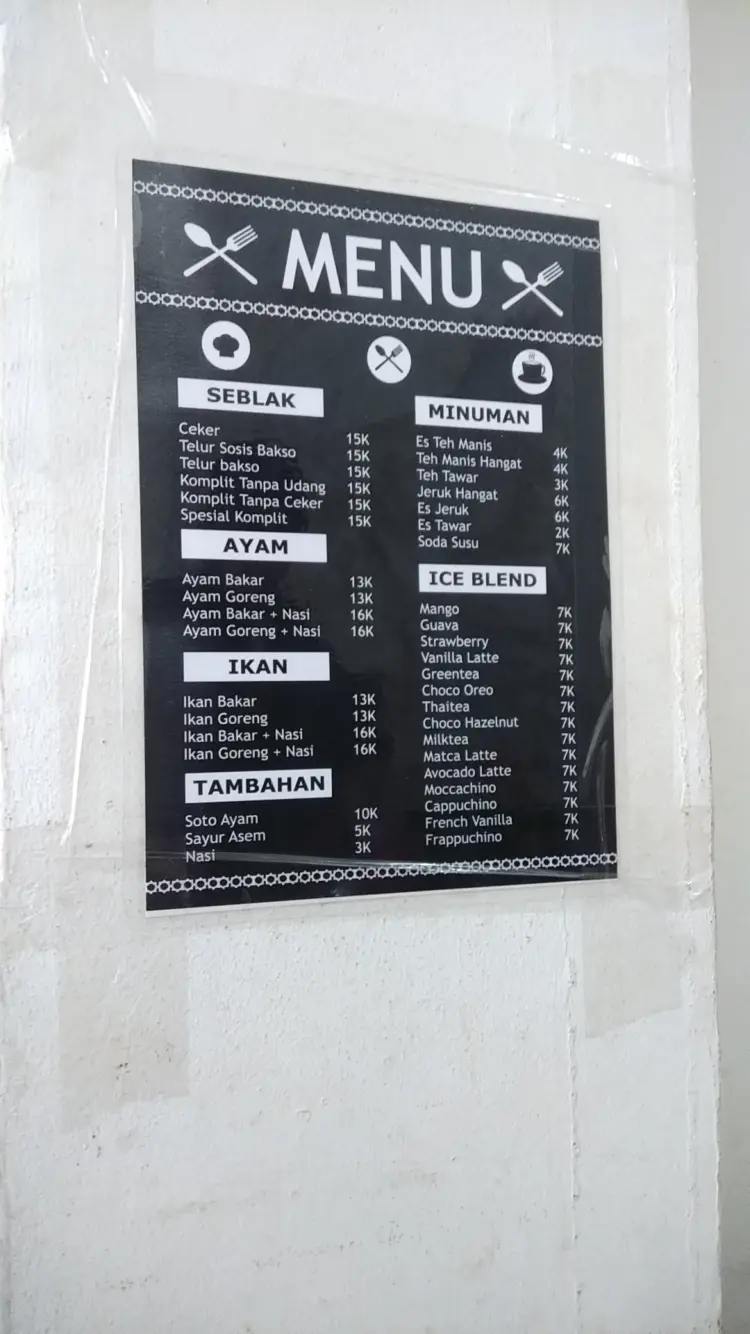 MENU
SEBLAK
Ceker 15K
Telur Sosis Bakso 15K
Telur bakso 15K
Komplit Tanpa Udang 15K
Komplit Tanpa Ceker 15K
Spesial Komplit 15K
AYAM
Ayam Bakar 13K
Ayam Goreng 13K
Ayam Bakar + Nasi 16K
Ayam Goreng + Nasi 16K
IKAN
Ikan Bakar 13K
Ikan Goreng 13K
Ikan Bakar + Nasi 16K
Ikan Goreng + Nasi 16K
TAMBAHAN
Soto Ayam 10K
Sayur Asem 5K
Nasi 3K
MINUMAN
Es Teh Manis 4K
Teh Manis Hangat 4K
Teh Tawar 3K
Jeruk Hangat 6K
Es Jeruk 6K
Es Tawar 2K
Soda Susu 7K
ICE BLEND
Mango 7K
Guava 7K
Strawberry 7K
Vanilla Latte 7K
Greentea 7K
Choco Oreo 7K
Thaitea 7K
Choco Hazelnut 7K
Milktea 7K
Matca Latte 7K
Avocado Latte 7K
Moccachino 7K
Cappuchino 7K
French Vanilla 7K
Frappuchino 7K